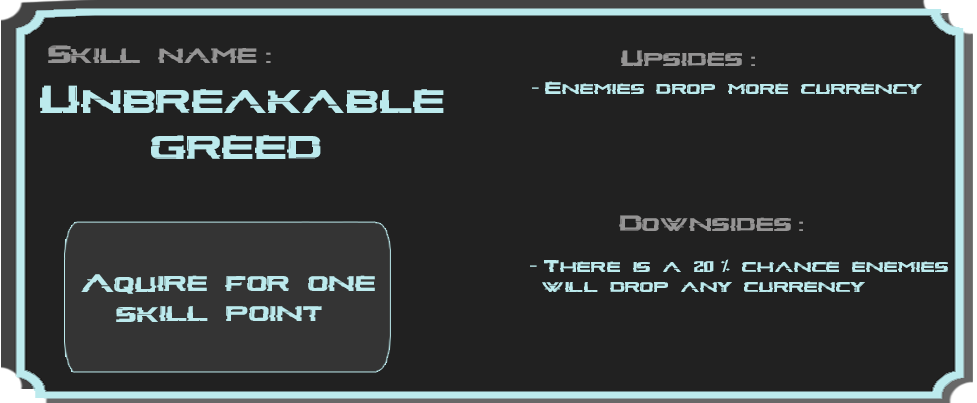 Skill name:
Unbreakable
greed
Aquire for one
skill point
Upsides:
- Enemies drop more currency
Downsides:
- There is a 20% chance enemies
will drop any currency